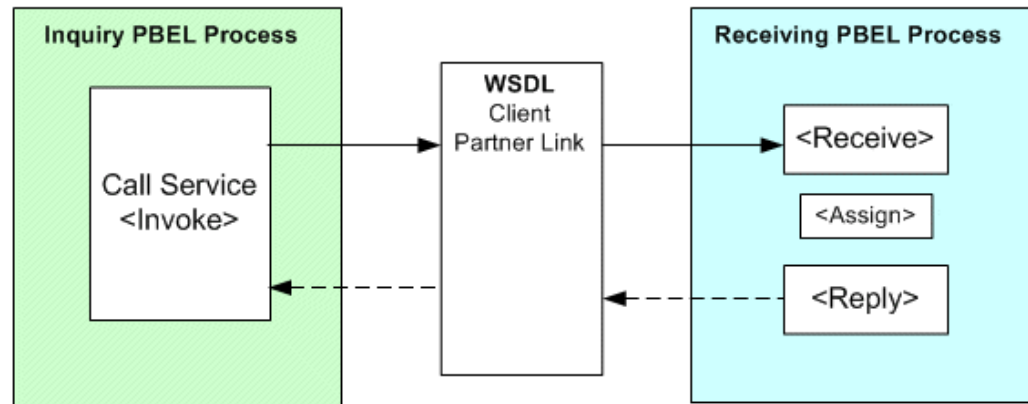 Inquiry PBEL Process
Call Service
<Invoke>
WSDL
Client
Partner Link
Receiving PBEL Process
<Receive>
<Assign>
<Reply>